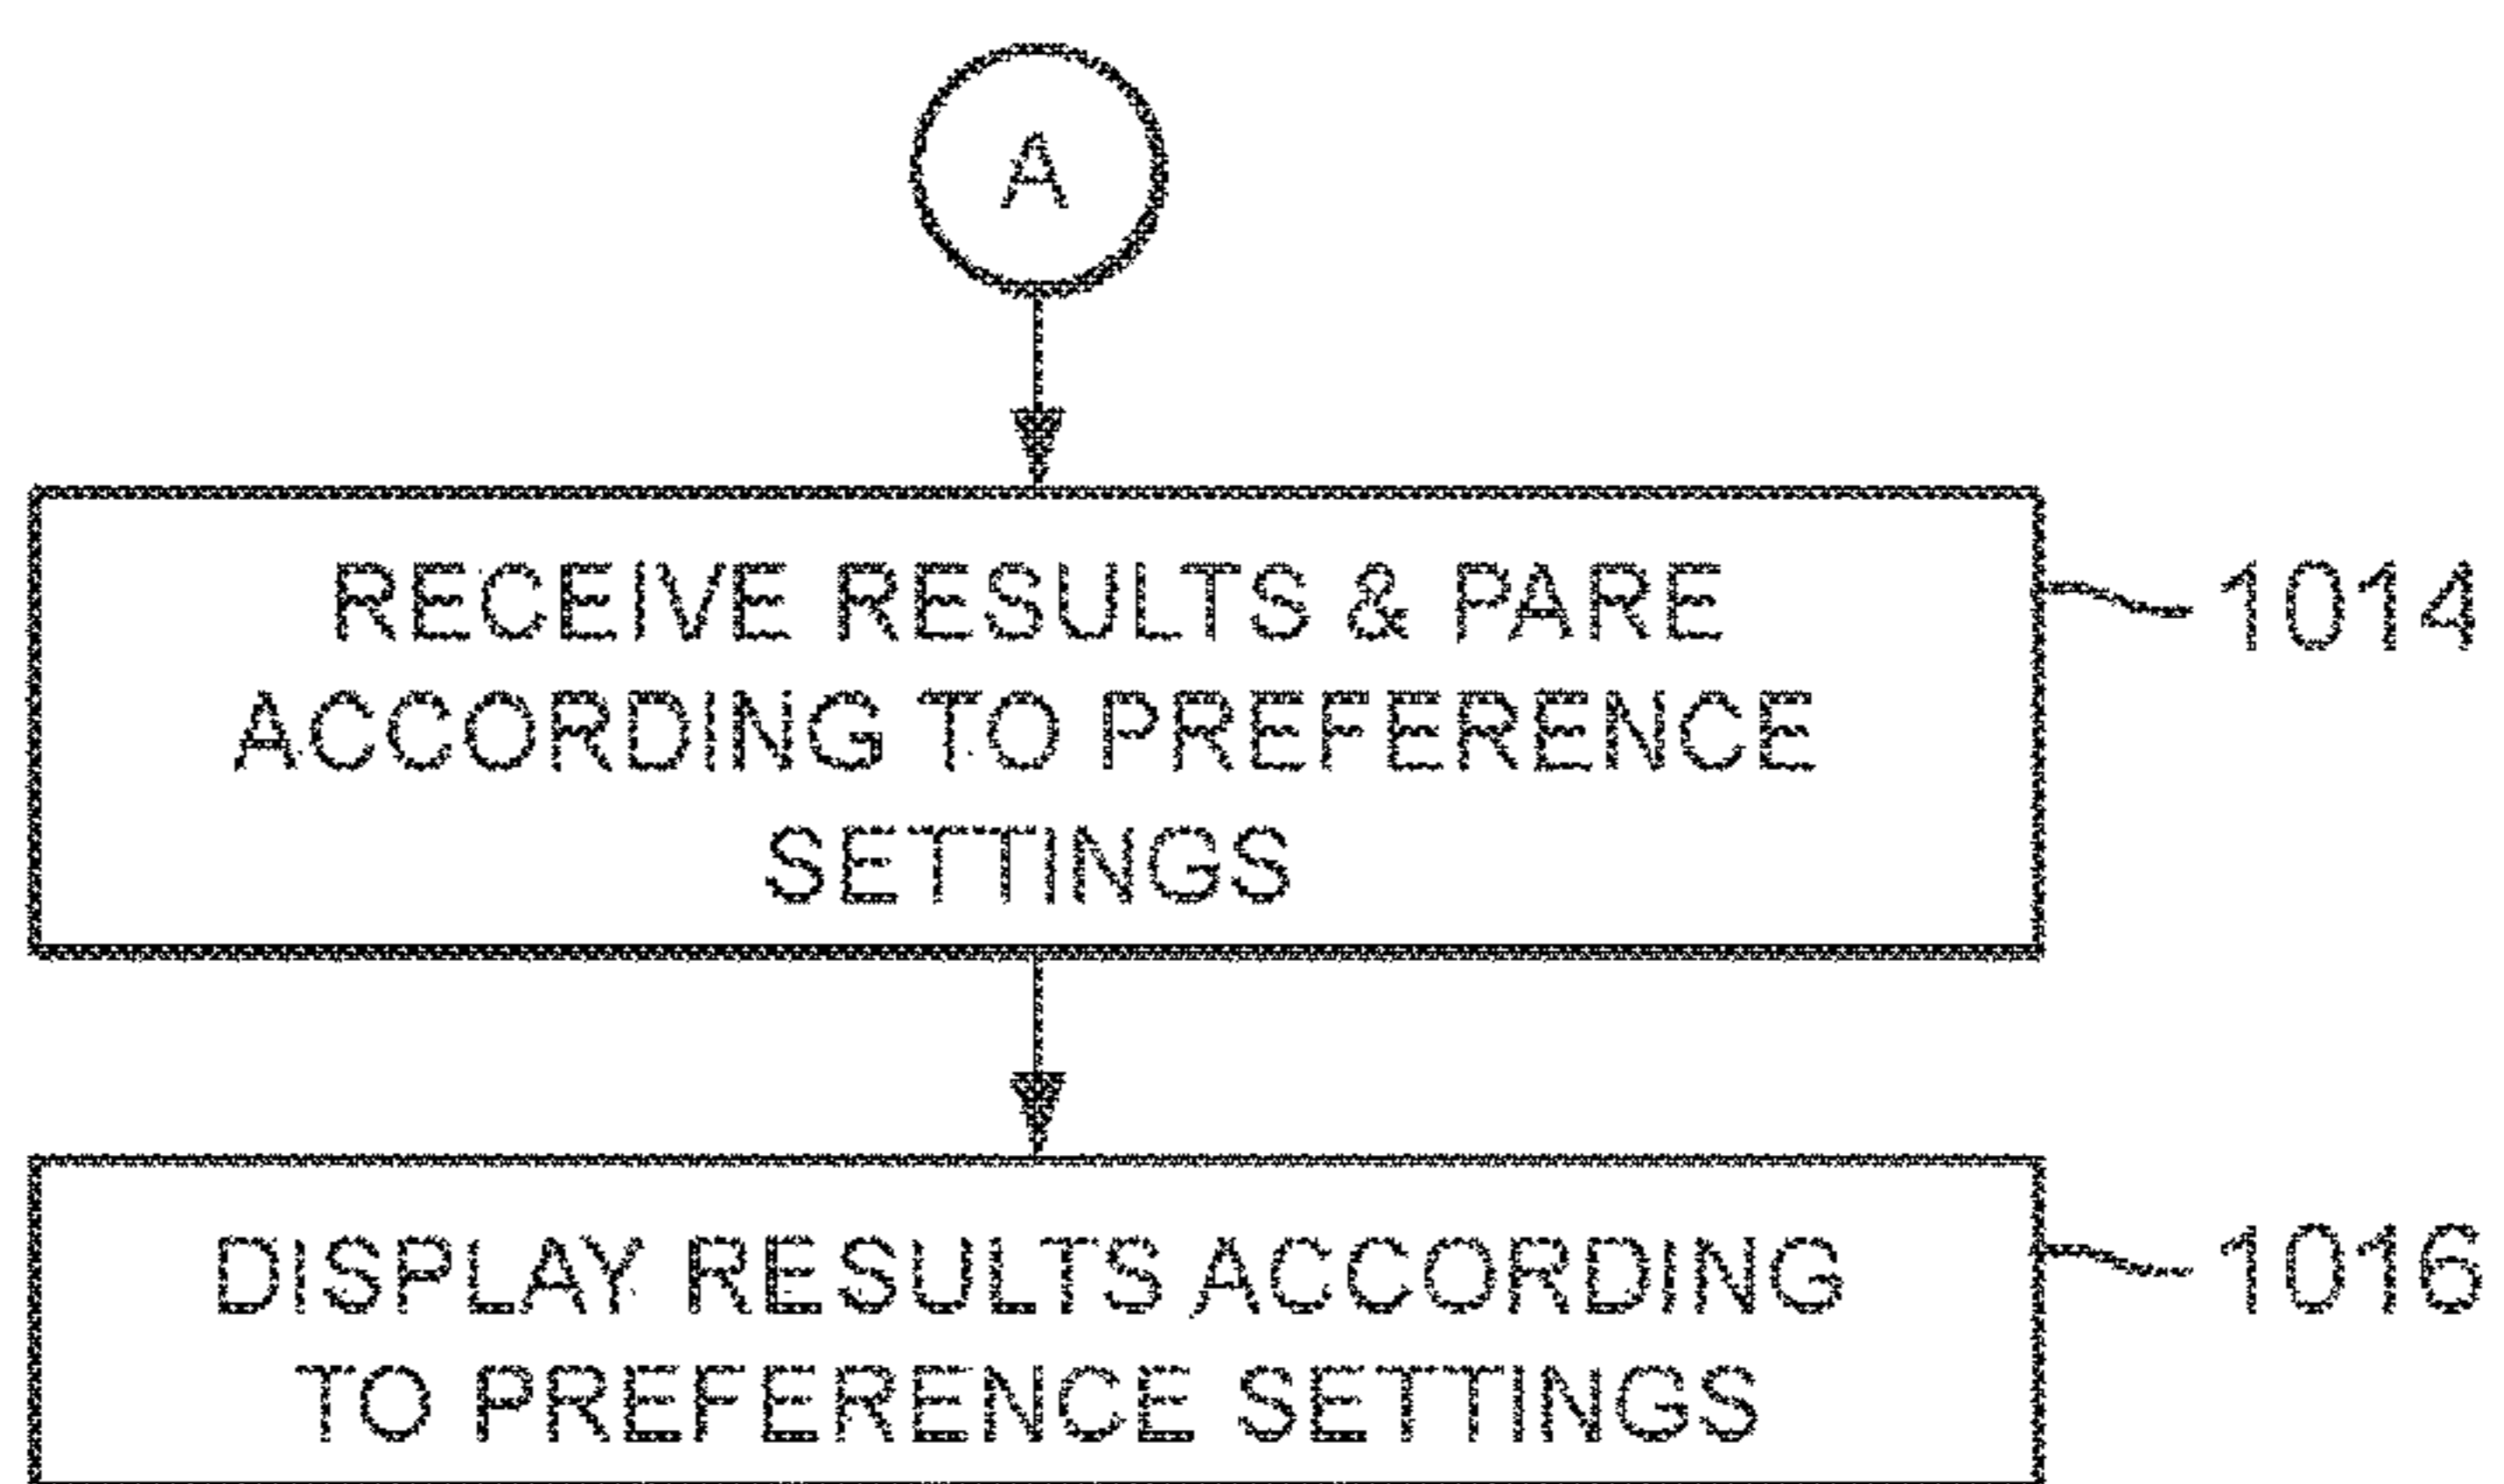 A
RECEIVE RESULTS & PARE
ACCORDING TO PREFERENCE
SETTINGS
1014
DISPLAY RESULTS ACCORDING
TO PREFERENCE SETTINGS
1016